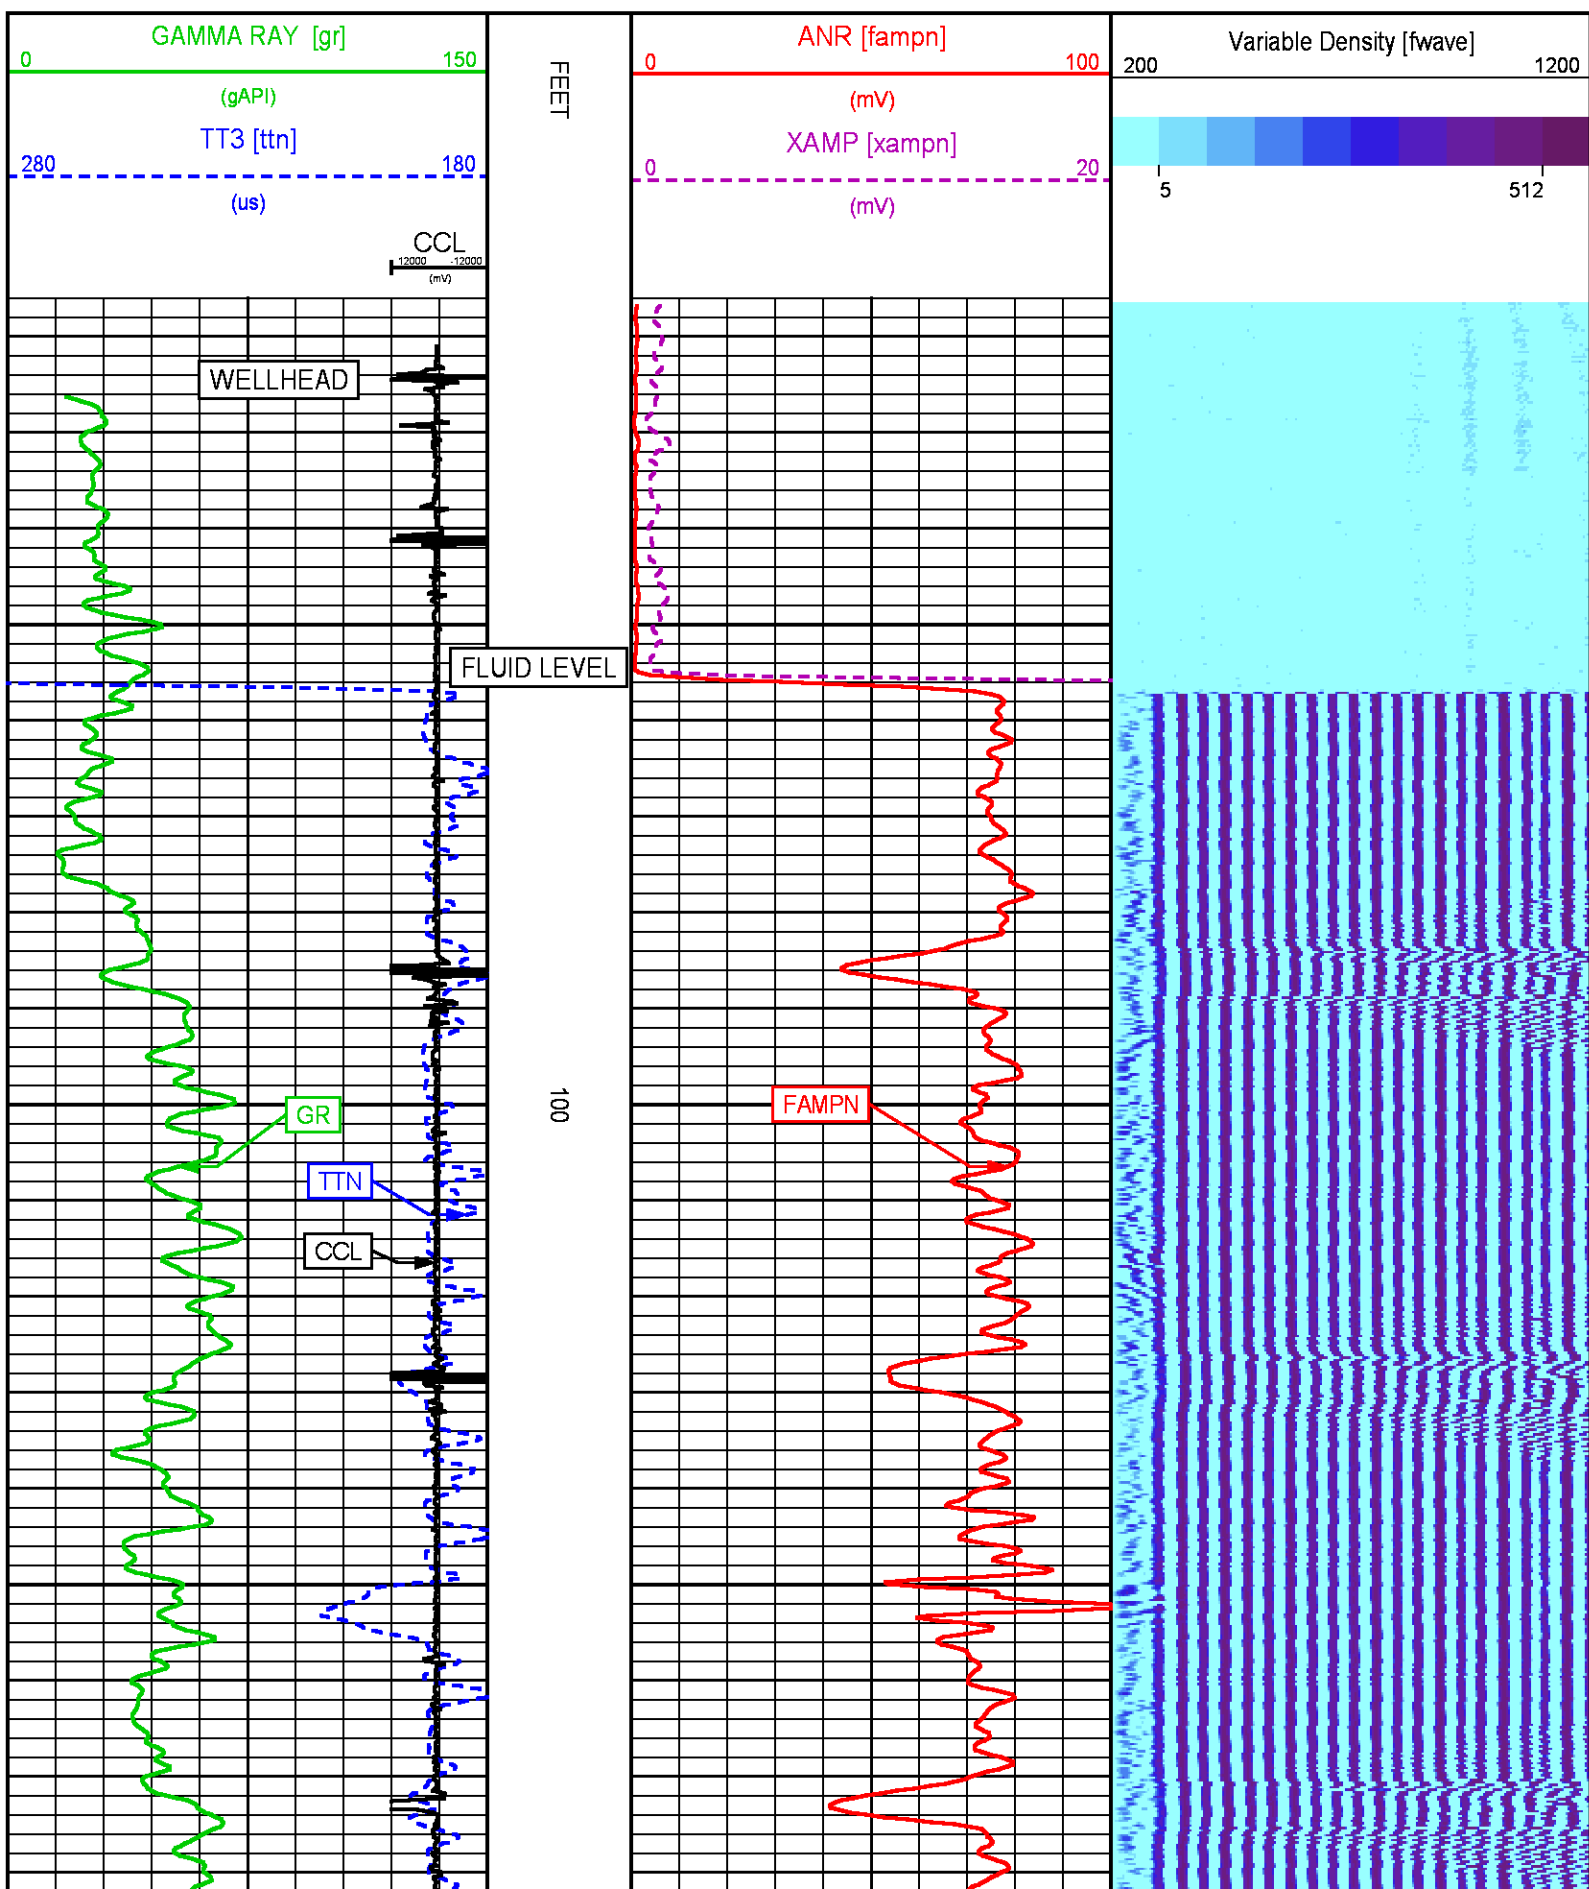 GAMMA RAY [gr]
0 150
(gAPI)
TT3 [ttn]
280 180
(us)
CCL
12000 -12000
(mV)
FEET
ANR [fampn]
0 100
(mV)
XAMP [xampn]
0 20
(mV)
Variable Density [fwave]
200 1200
5 512
WELLHEAD
FLUID LEVEL
100
GR
TTN
CCL
FAMPN